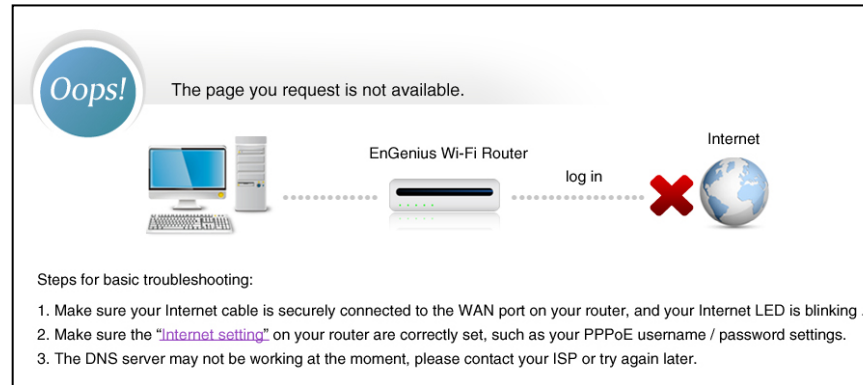 Oops!
The page you request is not available.
EnGenius Wi-Fi Router
log in
Internet
Steps for basic troubleshooting:
1. Make sure your Internet cable is securely connected to the WAN port on your router, and your Internet LED is blinking .
2. Make sure the “Internet setting” on your router are correctly set, such as your PPPoE username / password settings.
3. The DNS server may not be working at the moment, please contact your ISP or try again later.